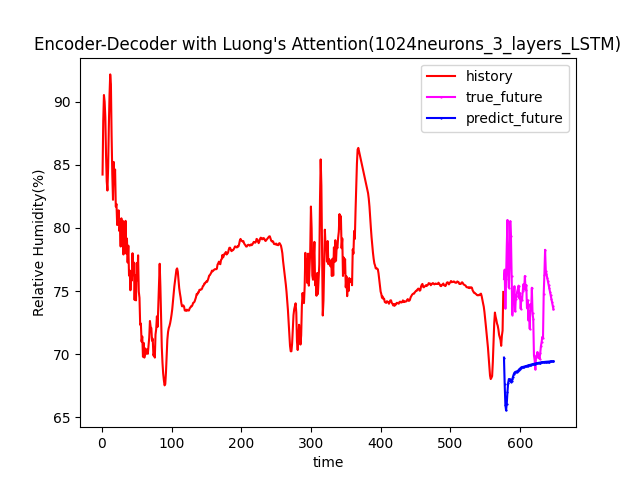 Encoder-Decoder with Luong's Attention(1024neurons_3_layers_LSTM)
history
true_future
predict_future
Relative Humidity(%)
90
85
80
75
70
65
0 100 200 300 400 500 600
time